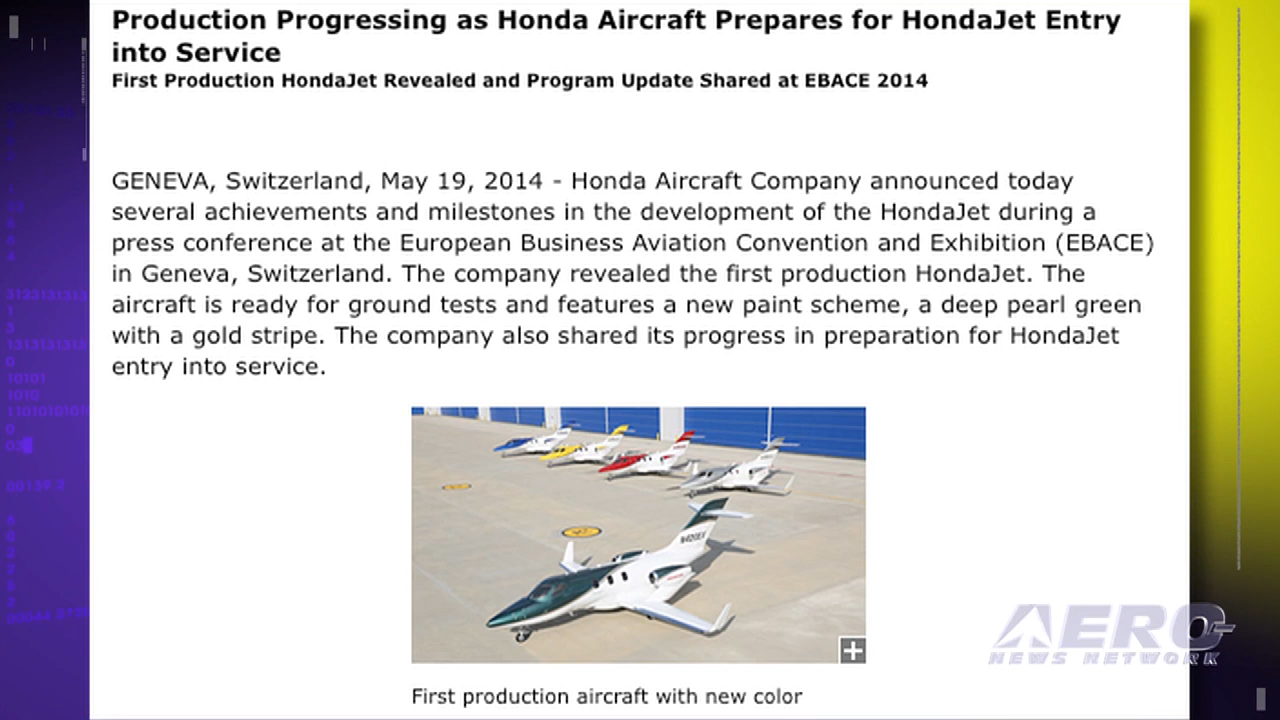 Production Progressing as Honda Aircraft Prepares for HondaJet Entry
into Service
First Production HondaJet Revealed and Program Update Shared at EBACE 2014
GENEVA, Switzerland, May 19, 2014 - Honda Aircraft Company announced today
several achievements and milestones in the development of the HondaJet during a
press conference at the European Business Aviation Convention and Exhibition (EBACE)
in Geneva, Switzerland. The company revealed the first production HondaJet. The
aircraft is ready for ground tests and features a new paint scheme, a deep pearl green
with a gold stripe. The company also shared its progress in preparation for HondaJet
entry into service.
N420EX
First production aircraft with new color
AERO
NEWS NETWORK